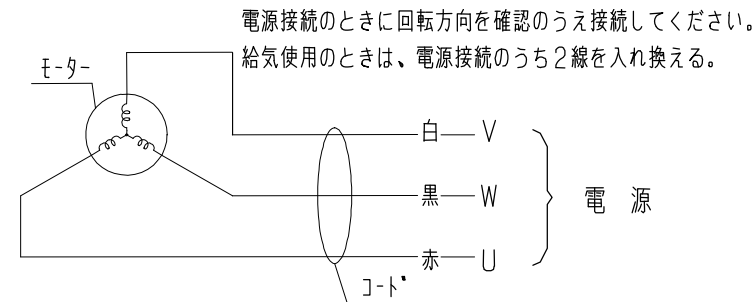 電源接続のときに回転方向を確認のうえ接続してください。
給気使用のときは、電源接続のうち2線を入れ換える。
モーター
白 V
黒 W
電 源
赤 U
コード